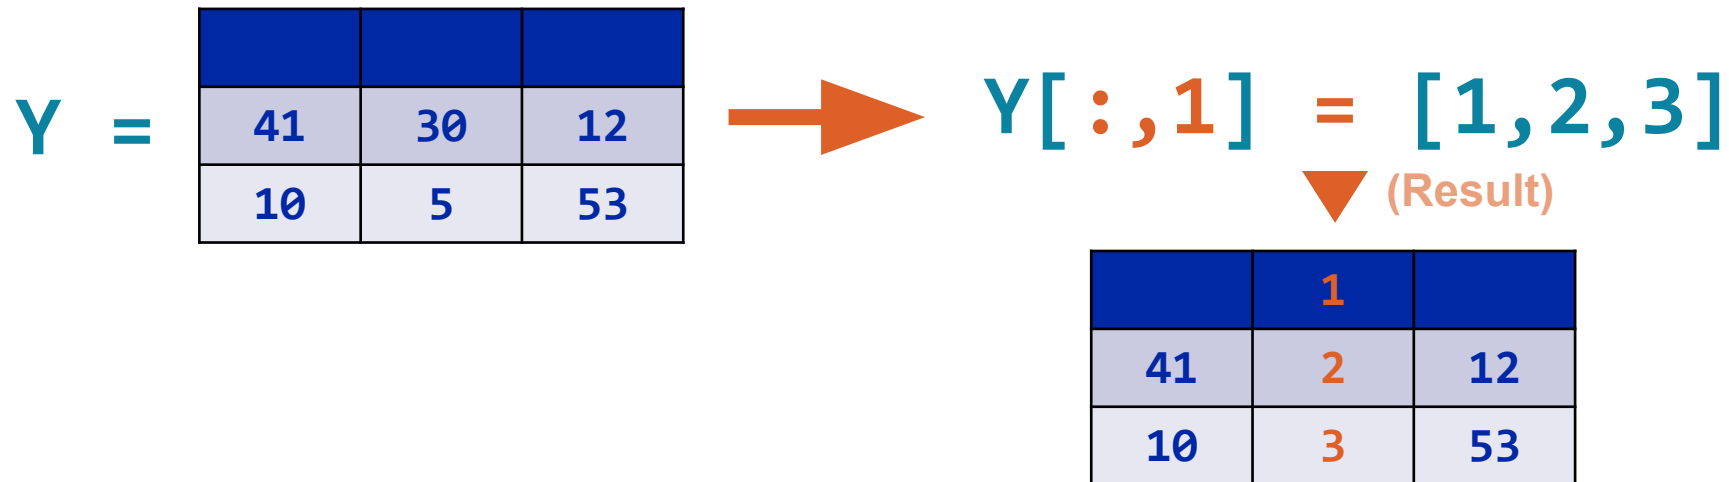 Y =
41 30 12
10 5 53
Y[:,1] = [1,2,3]
(Result)
1
41 2 12
10 3 53